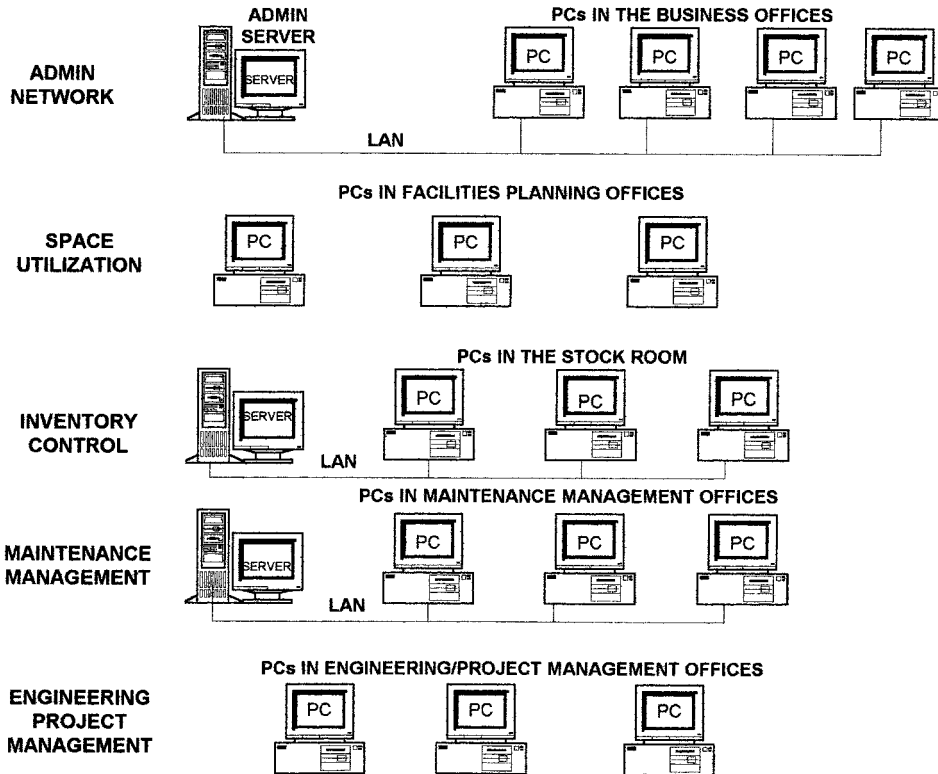 ADMIN
SERVER
PCs IN THE BUSINESS OFFICES
ADMIN
NETWORK
SERVER
PC
PC
PC
PC
LAN
PCs IN FACILITIES PLANNING OFFICES
SPACE
UTILIZATION
PC
PC
PC
PCs IN THE STOCK ROOM
INVENTORY
CONTROL
SERVER
PC
PC
PC
LAN
PCs IN MAINTENANCE MANAGEMENT OFFICES
MAINTENANCE
MANAGEMENT
SERVER
PC
PC
PC
LAN
PCs IN ENGINEERING/PROJECT MANAGEMENT OFFICES
ENGINEERING
PROJECT
MANAGEMENT
PC
PC
PC